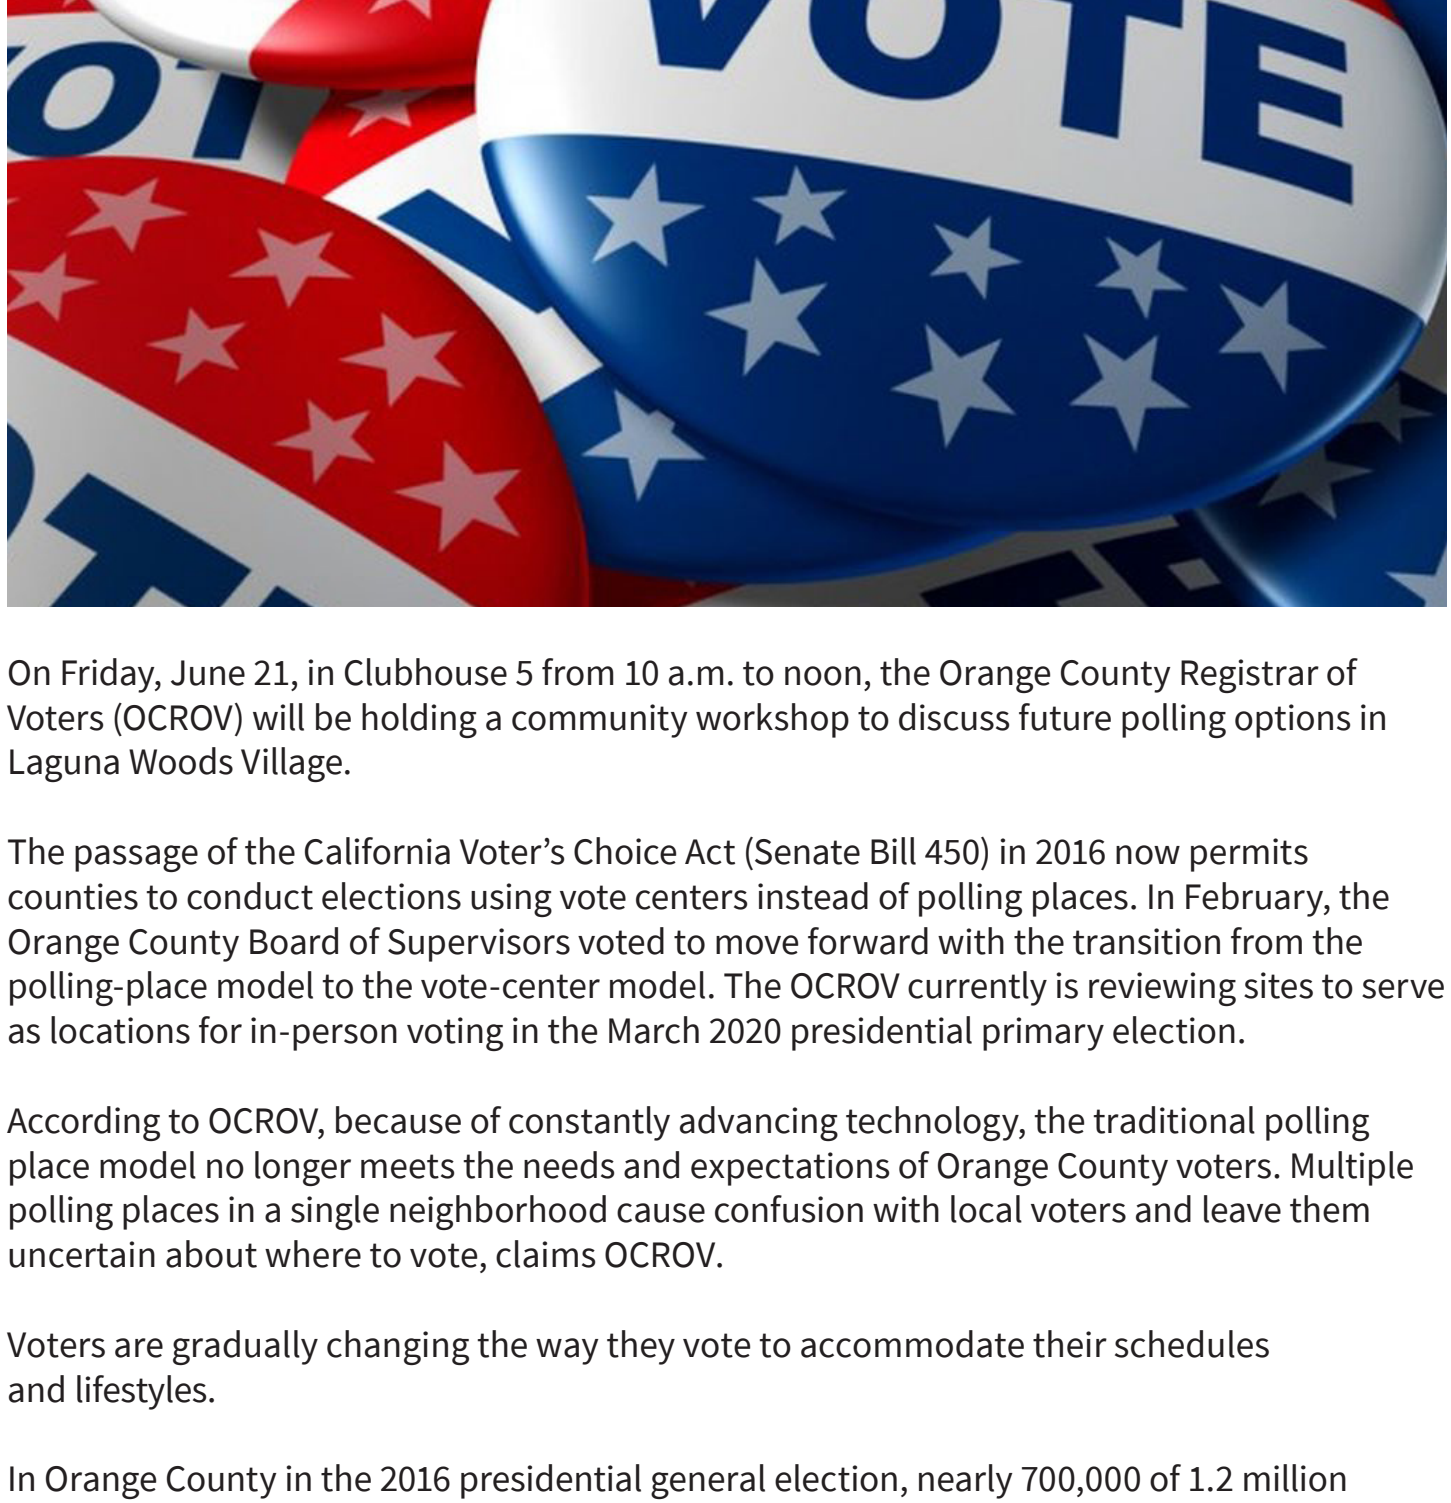 VOTE
VOT
On Friday, June 21, in Clubhouse 5 from 10 a.m. to noon, the Orange County Registrar of
Voters (OCROV) will be holding a community workshop to discuss future polling options in
Laguna Woods Village.
The passage of the California Voter’s Choice Act (Senate Bill 450) in 2016 now permits
counties to conduct elections using vote centers instead of polling places. In February, the
Orange County Board of Supervisors voted to move forward with the transition from the
polling-place model to the vote-center model. The OCROV currently is reviewing sites to serve
as locations for in-person voting in the March 2020 presidential primary election.
According to OCROV, because of constantly advancing technology, the traditional polling
place model no longer meets the needs and expectations of Orange County voters. Multiple
polling places in a single neighborhood cause confusion with local voters and leave them
uncertain about where to vote, claims OCROV.
Voters are gradually changing the way they vote to accommodate their schedules
and lifestyles.
In Orange County in the 2016 presidential general election, nearly 700,000 of 1.2 million